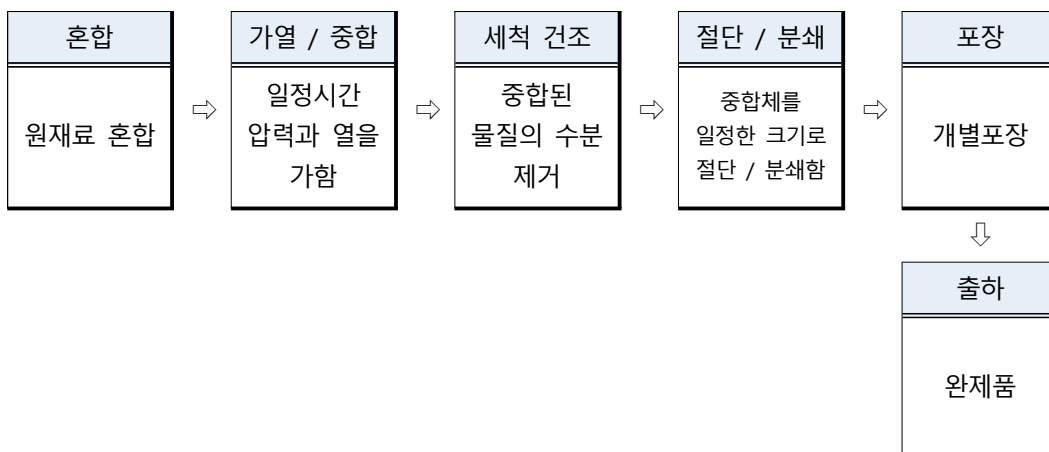 혼합
원재료 혼합
가열 / 중합
일정시간
압력과 열을
가함
세척 건조
중합된
물질의 수분
제거
절단 / 분쇄
중합체를
일정한 크기로
절단 / 분쇄함
포장
개별포장
출하
완제품